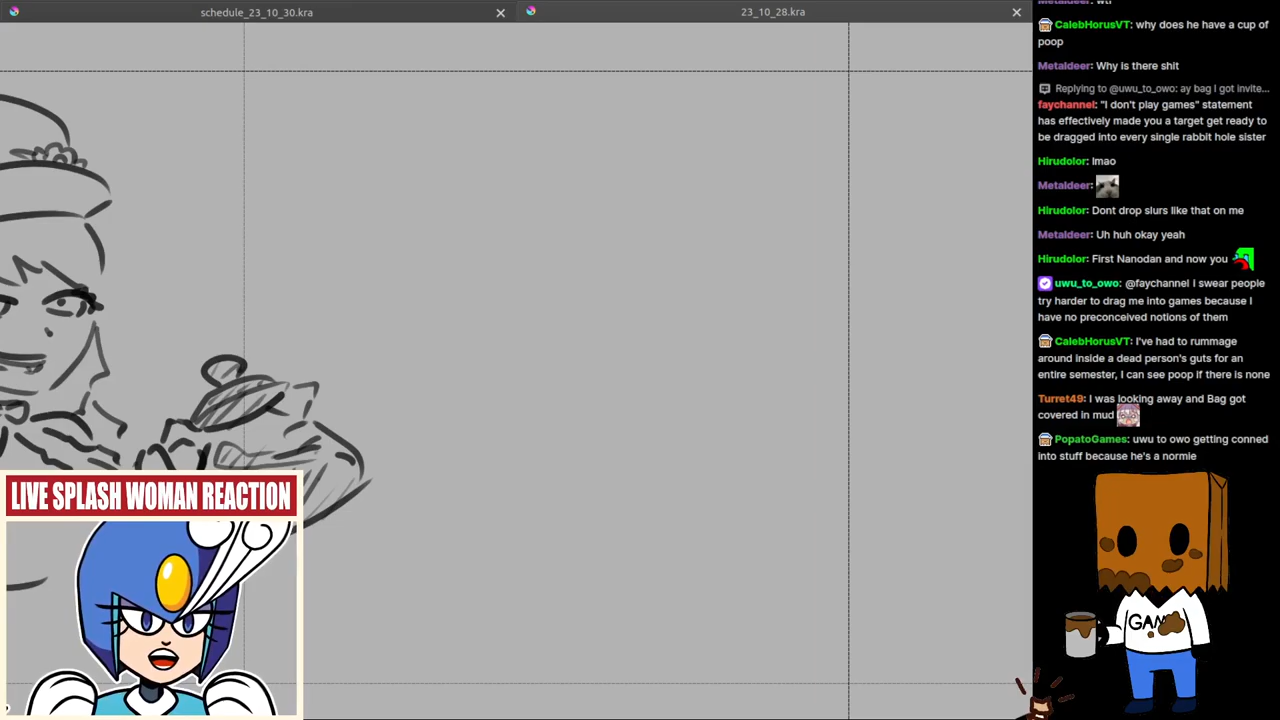 schedule_23_10_30.kra
23_10_28.kra
CalebHorusVT: why does he have a cup of
poop
Metaldeer: Why is there shit
Replying to @uwu_to_owo: ay bag I got invite...
faychannel: "I don't play games" statement
has effectively made you a target get ready to
be dragged into every single rabbit hole sister
Hirudolor: lmao
Metaldeer:
Hirudolor: Dont drop slurs like that on me
Metaldeer: Uh huh okay yeah
Hirudolor: First Nanodan and now you
uwu_to_owo: @faychannel I swear people
try harder to drag me into games because I
have no preconceived notions of them
CalebHorusVT: I've had to rummage
around inside a dead person's guts for an
entire semester, I can see poop if there is none
Turret49: I was looking away and Bag got
covered in mud
PopatoGames: uwu to owo getting conned
into stuff because he's a normie
LIVE SPLASH WOMAN REACTION